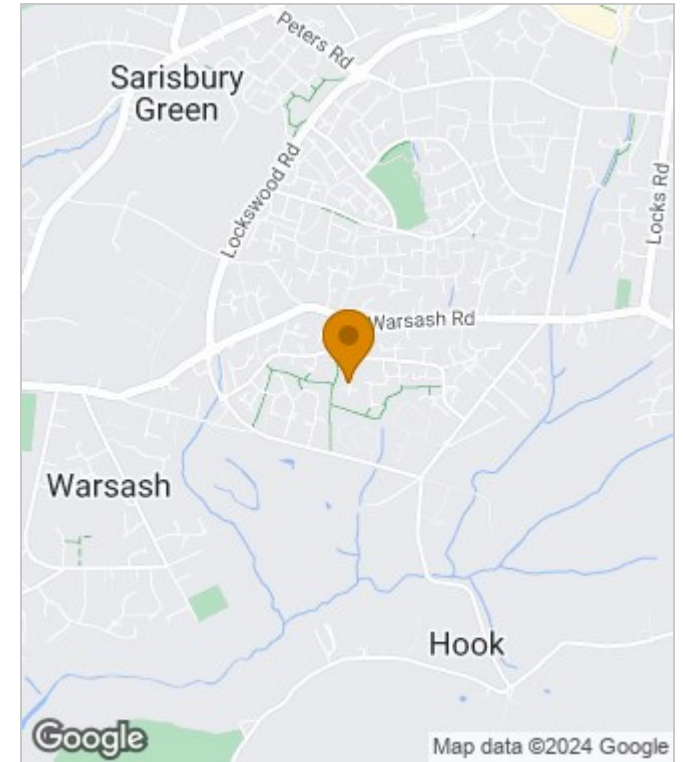 Peters Rd
Sarisbury
Green
Lockswood Rd
Locks Rd
Warsash Rd
Warsash
Hook
Google
Map data ©2024 Google